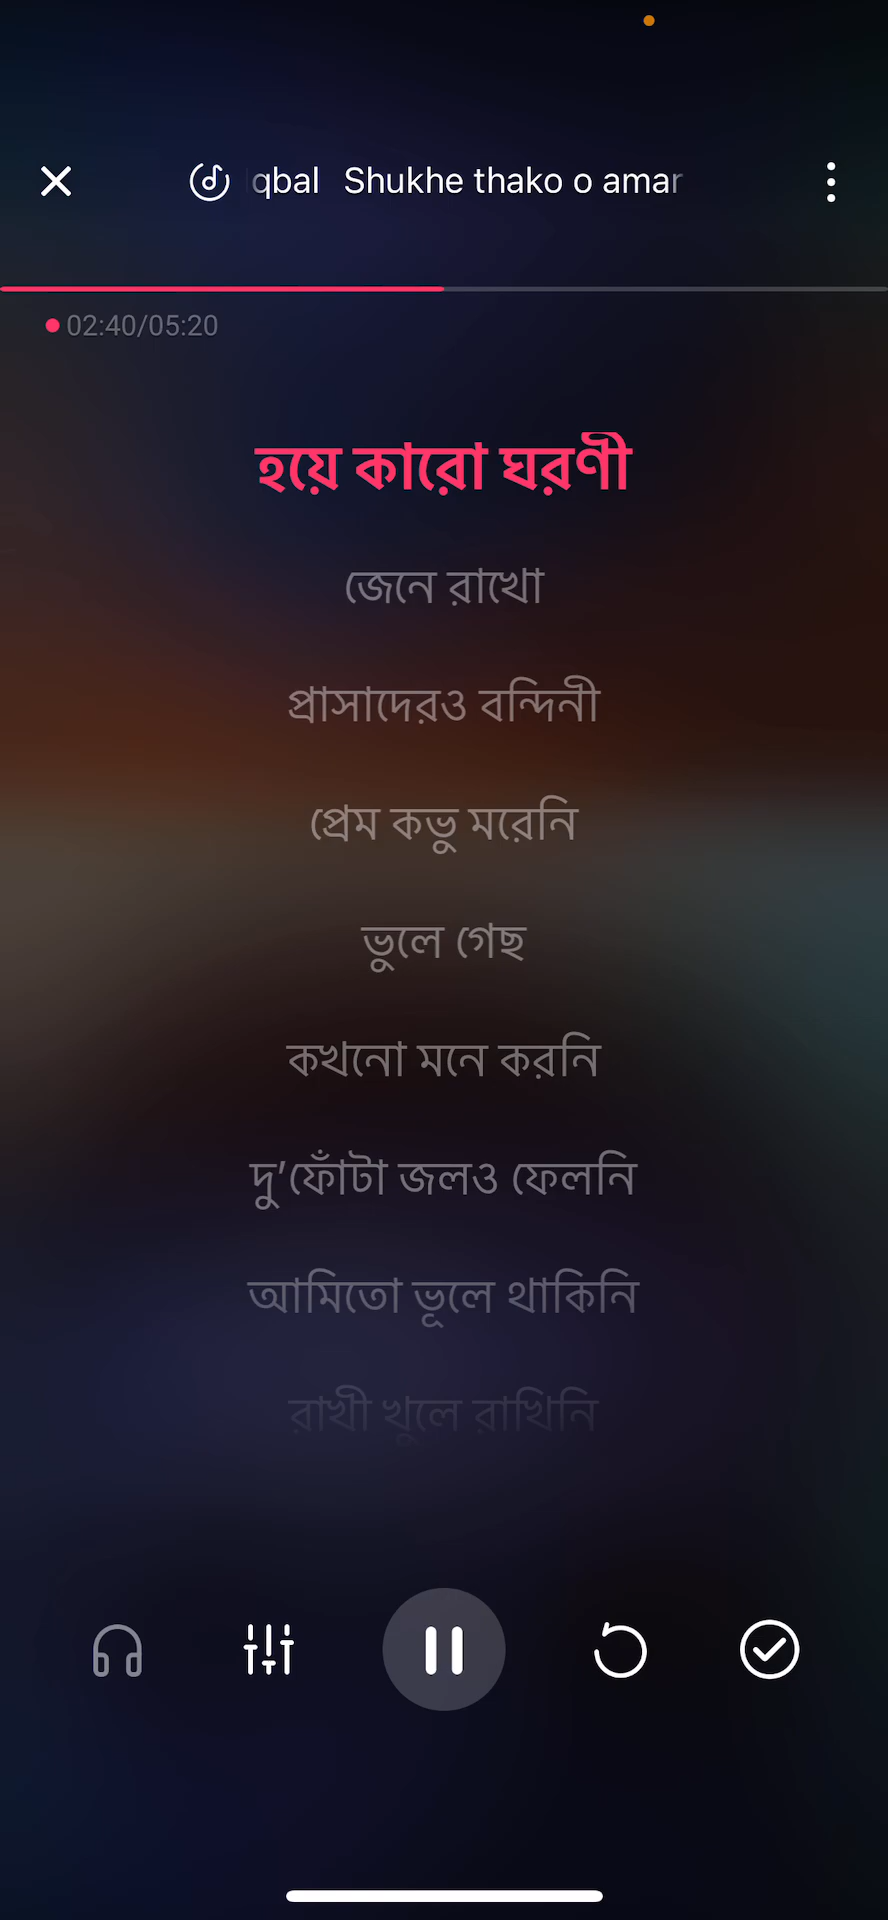 qbal Shukhe thako o amar
02:40/05:20
হয়ে কারো ঘরণী
জেনে রাখো
প্রাসাদেরও বন্দিনী
প্রেম কভু মরেনি
ভুলে গেছ
কখনো মনে করনি
দু’ফোঁটা জলও ফেলনি
আমিতো ভূলে থাকিনি
রাখী খুলে রাখিনি